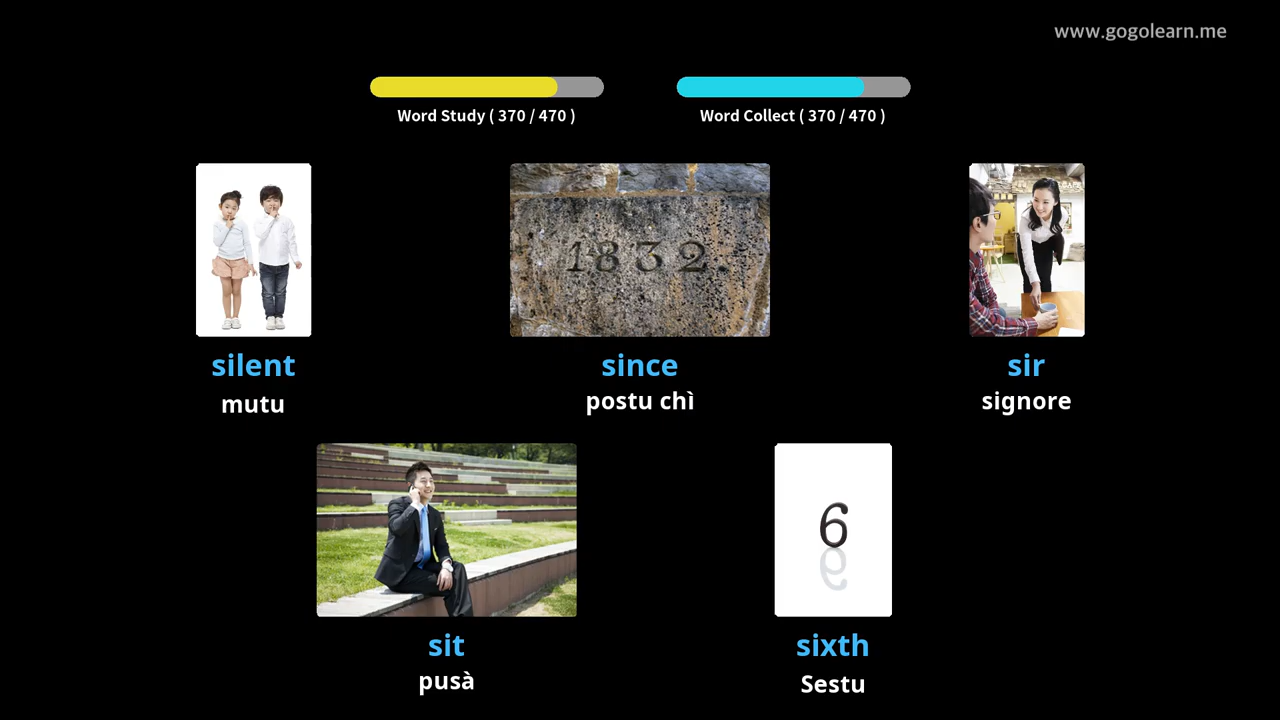 www.gogolearn.me
Word Study ( 370 / 470 )
Word Collect ( 370 / 470 )
1832.
silent
mutu
since
postu chì
sir
signore
6
sit
pusà
sixth
Sestu